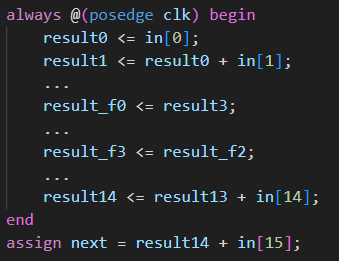 always @(posedge clk) begin
result0 <= in[0];
result1 <= result0 + in[1];
...
result_f0 <= result3;
...
result_f3 <= result_f2;
...
result14 <= result13 + in[14];
end
assign next = result14 + in[15];